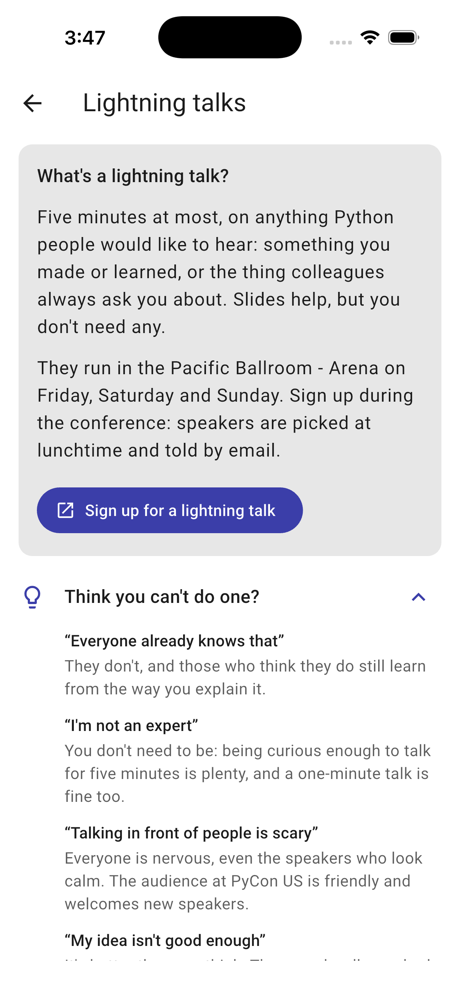 3:47
Lightning talks
What's a lightning talk?
Five minutes at most, on anything Python
people would like to hear: something you
made or learned, or the thing colleagues
always ask you about. Slides help, but you
don't need any.
They run in the Pacific Ballroom - Arena on
Friday, Saturday and Sunday. Sign up during
the conference: speakers are picked at
lunchtime and told by email.
Sign up for a lightning talk
Think you can't do one?
“Everyone already knows that”
They don't, and those who think they do still learn
from the way you explain it.
“I'm not an expert”
You don't need to be: being curious enough to talk
for five minutes is plenty, and a one-minute talk is
fine too.
“Talking in front of people is scary”
Everyone is nervous, even the speakers who look
calm. The audience at PyCon US is friendly and
welcomes new speakers.
“My idea isn't good enough”